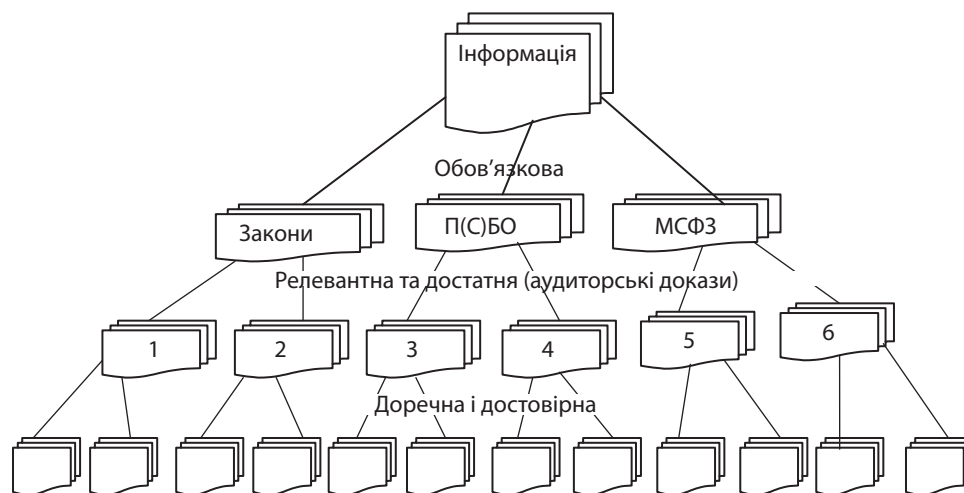 Інформація
Обов’язкова
Закони
П(С)БО
МСФЗ
Релевантна та достатня (аудиторські докази)
1
2
3
4
5
6
Доречна і достовірна